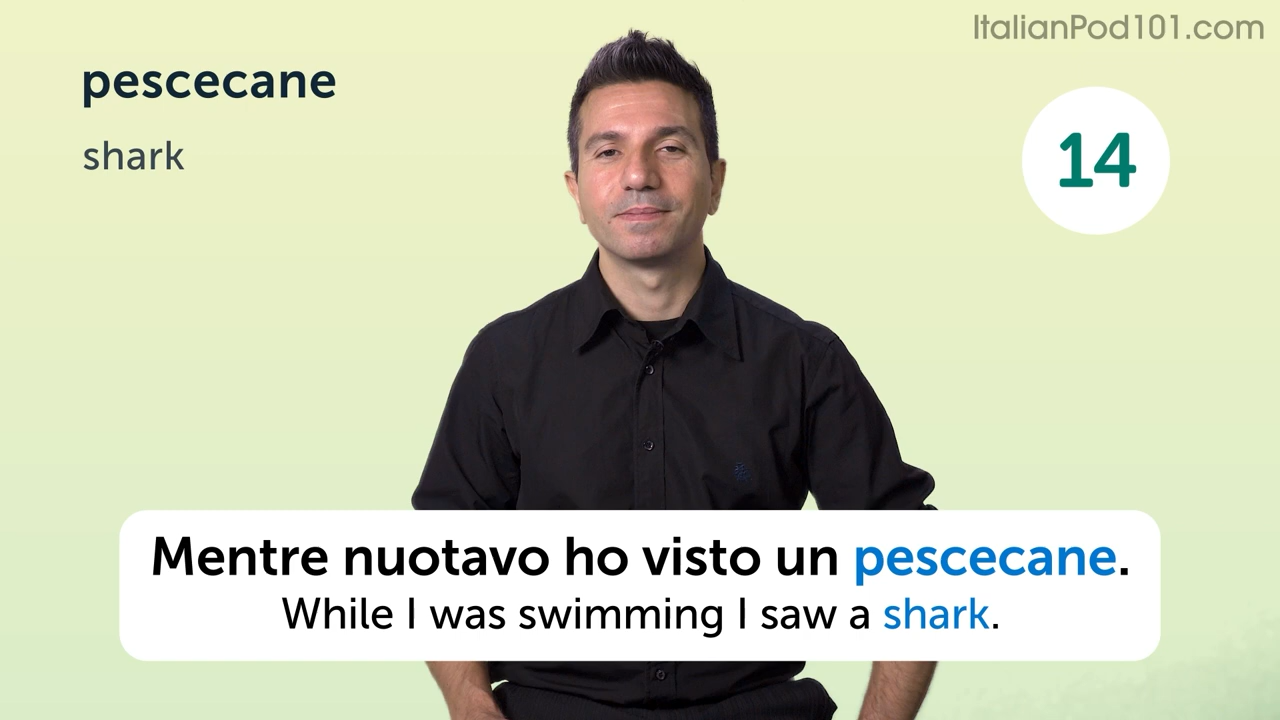 ItalianPod101.com
pescecane
shark
14
Mentre nuotavo ho visto un pescecane.
While I was swimming I saw a shark.